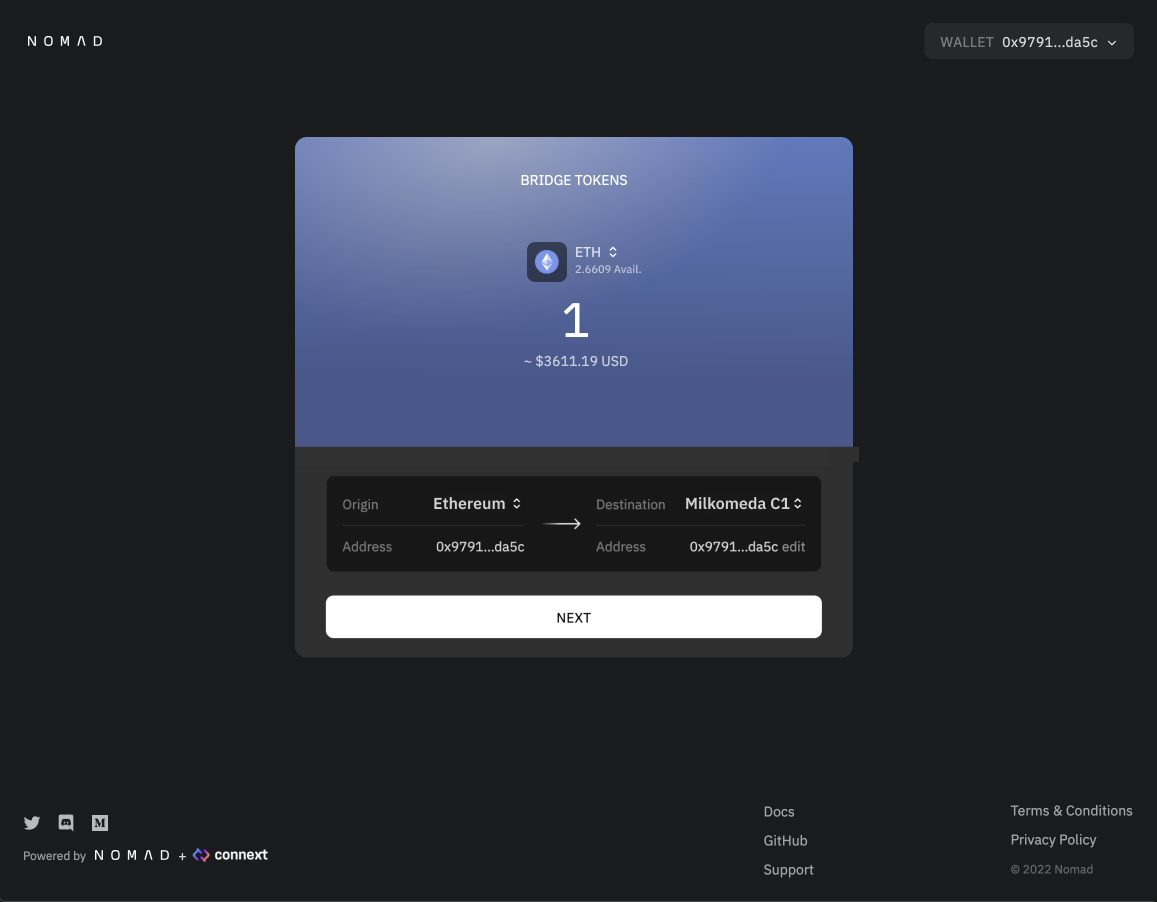 NOMAD
WALLET 0x9791...da5c
BRIDGE TOKENS
ETH
2.6609 Avail.
1
~ $3611.19 USD
Origin Ethereum
Address 0x9791...da5c
Destination Milkomeda C1
Address 0x9791...da5c edit
NEXT
Powered by NOMAD + connext
Docs
GitHub
Support
Terms & Conditions
Privacy Policy
© 2022 Nomad